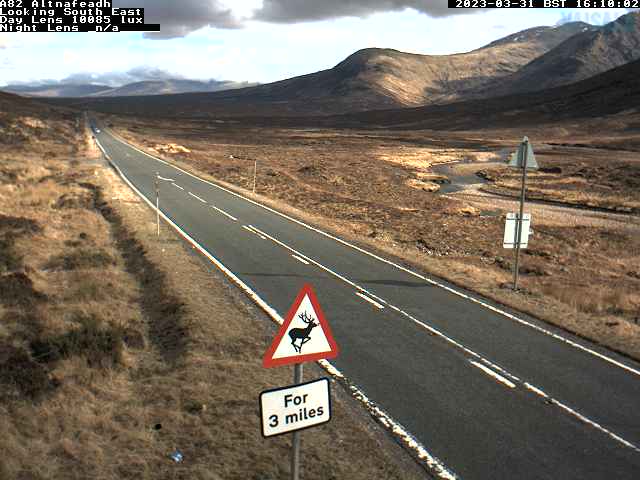 A82 Altnafeadh
2023-03-31 BST 16:10:02
Looking South East
Day Lens 10085 lux
Night Lens n/a
For
3 miles